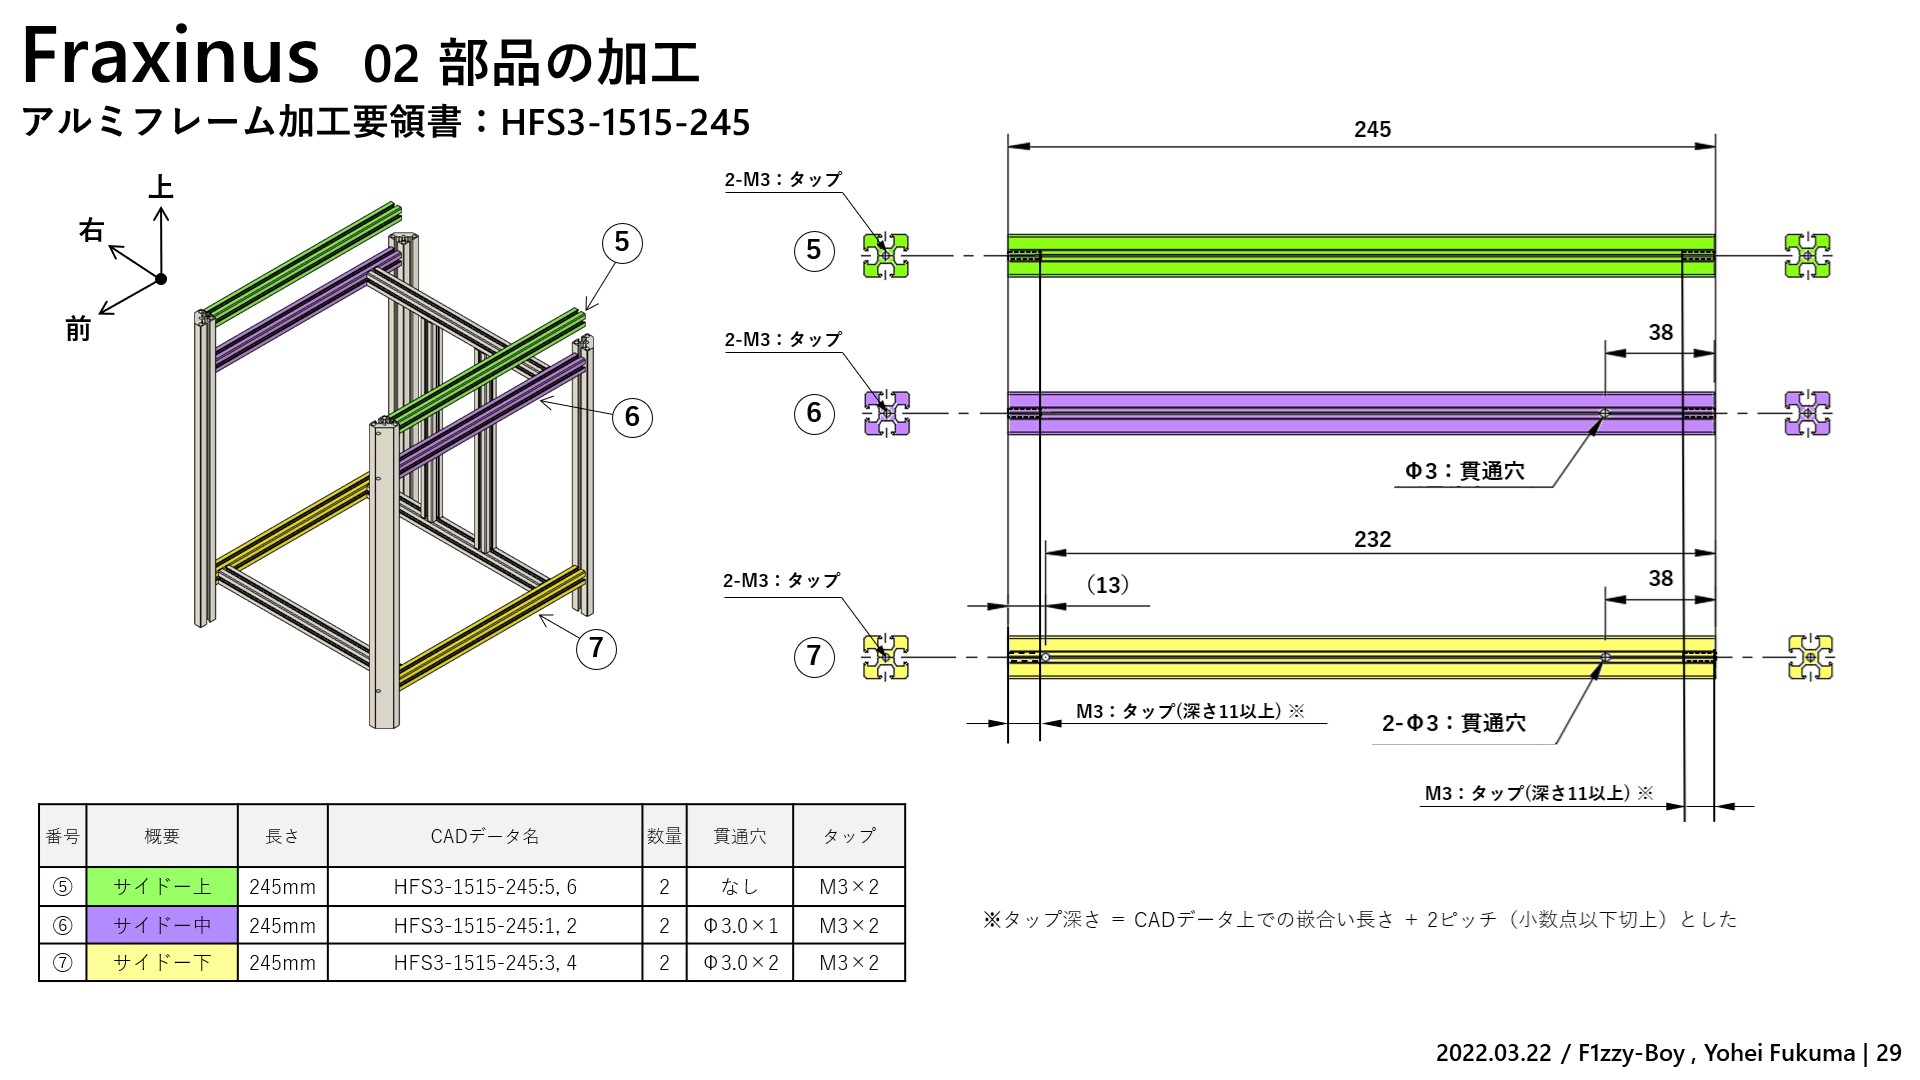 Fraxinus 02 部品の加工
アルミフレーム加工要領書：HFS3-1515-245
上
右
前
5
6
7
245
2-M3：タップ
5
38
2-M3：タップ
6
Φ3：貫通穴
232
2-M3：タップ
（13）
38
7
M3：タップ(深さ11以上) ※
2-Φ3：貫通穴
M3：タップ(深さ11以上) ※
番号 概要 長さ CADデータ名 数量 貫通穴 タップ
⑤ サイドー上 245mm HFS3-1515-245:5, 6 2 なし M3×2
⑥ サイドー中 245mm HFS3-1515-245:1, 2 2 Φ3.0×1 M3×2
⑦ サイドー下 245mm HFS3-1515-245:3, 4 2 Φ3.0×2 M3×2
※タップ深さ ＝ CADデータ上での嵌合い長さ ＋ 2ピッチ（小数点以下切上）とした
2022.03.22 / F1zzy-Boy , Yohei Fukuma | 29